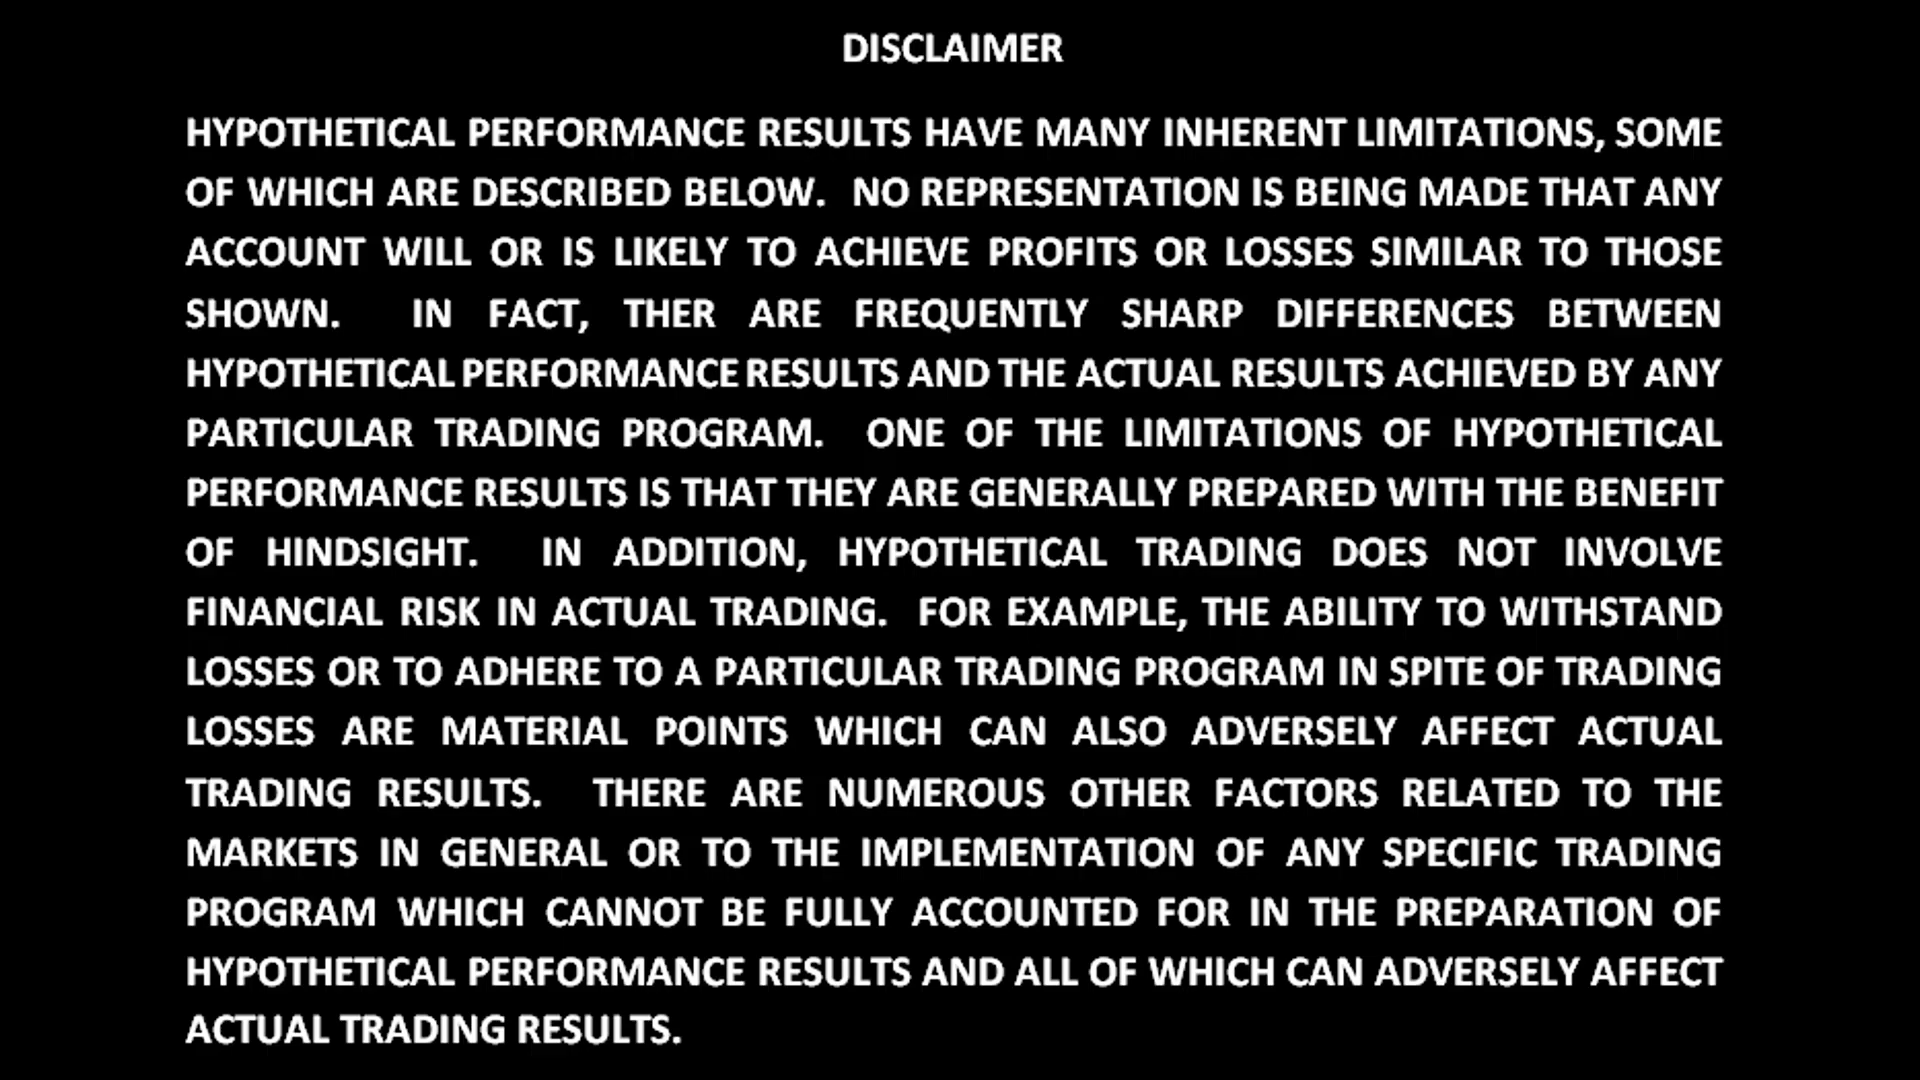 DISCLAIMER
HYPOTHETICAL PERFORMANCE RESULTS HAVE MANY INHERENT LIMITATIONS, SOME
OF WHICH ARE DESCRIBED BELOW. NO REPRESENTATION IS BEING MADE THAT ANY
ACCOUNT WILL OR IS LIKELY TO ACHIEVE PROFITS OR LOSSES SIMILAR TO THOSE
SHOWN. IN FACT, THER ARE FREQUENTLY SHARP DIFFERENCES BETWEEN
HYPOTHETICAL PERFORMANCE RESULTS AND THE ACTUAL RESULTS ACHIEVED BY ANY
PARTICULAR TRADING PROGRAM. ONE OF THE LIMITATIONS OF HYPOTHETICAL
PERFORMANCE RESULTS IS THAT THEY ARE GENERALLY PREPARED WITH THE BENEFIT
OF HINDSIGHT. IN ADDITION, HYPOTHETICAL TRADING DOES NOT INVOLVE
FINANCIAL RISK IN ACTUAL TRADING. FOR EXAMPLE, THE ABILITY TO WITHSTAND
LOSSES OR TO ADHERE TO A PARTICULAR TRADING PROGRAM IN SPITE OF TRADING
LOSSES ARE MATERIAL POINTS WHICH CAN ALSO ADVERSELY AFFECT ACTUAL
TRADING RESULTS. THERE ARE NUMEROUS OTHER FACTORS RELATED TO THE
MARKETS IN GENERAL OR TO THE IMPLEMENTATION OF ANY SPECIFIC TRADING
PROGRAM WHICH CANNOT BE FULLY ACCOUNTED FOR IN THE PREPARATION OF
HYPOTHETICAL PERFORMANCE RESULTS AND ALL OF WHICH CAN ADVERSELY AFFECT
ACTUAL TRADING RESULTS.